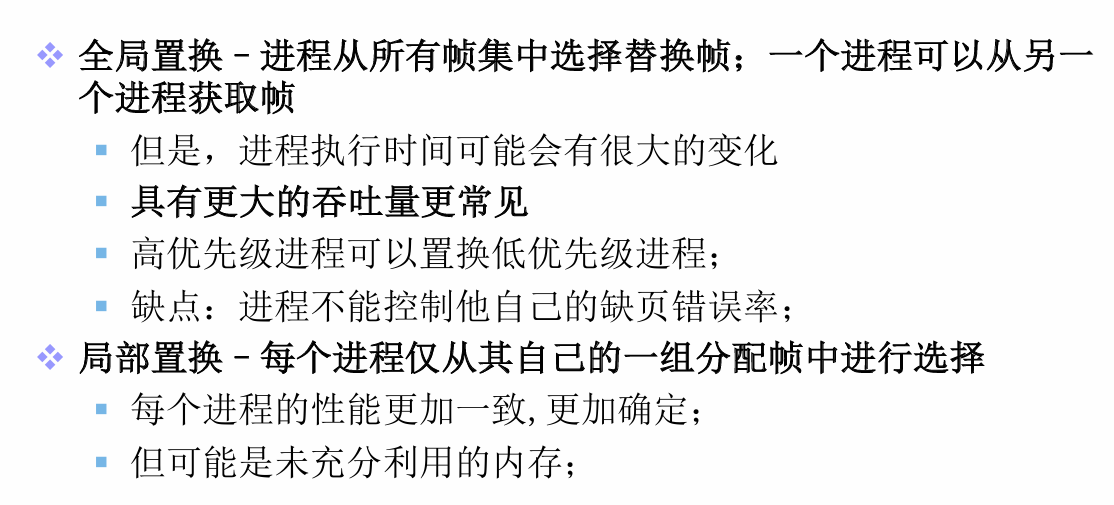 全局置换 – 进程从所有帧集中选择替换帧；一个进程可以从另一
个进程获取帧
但是，进程执行时间可能会有很大的变化
具有更大的吞吐量更常见
高优先级进程可以置换低优先级进程；
缺点：进程不能控制他自己的缺页错误率；
局部置换 – 每个进程仅从其自己的一组分配帧中进行选择
每个进程的性能更加一致,更加确定；
但可能是未充分利用的内存；